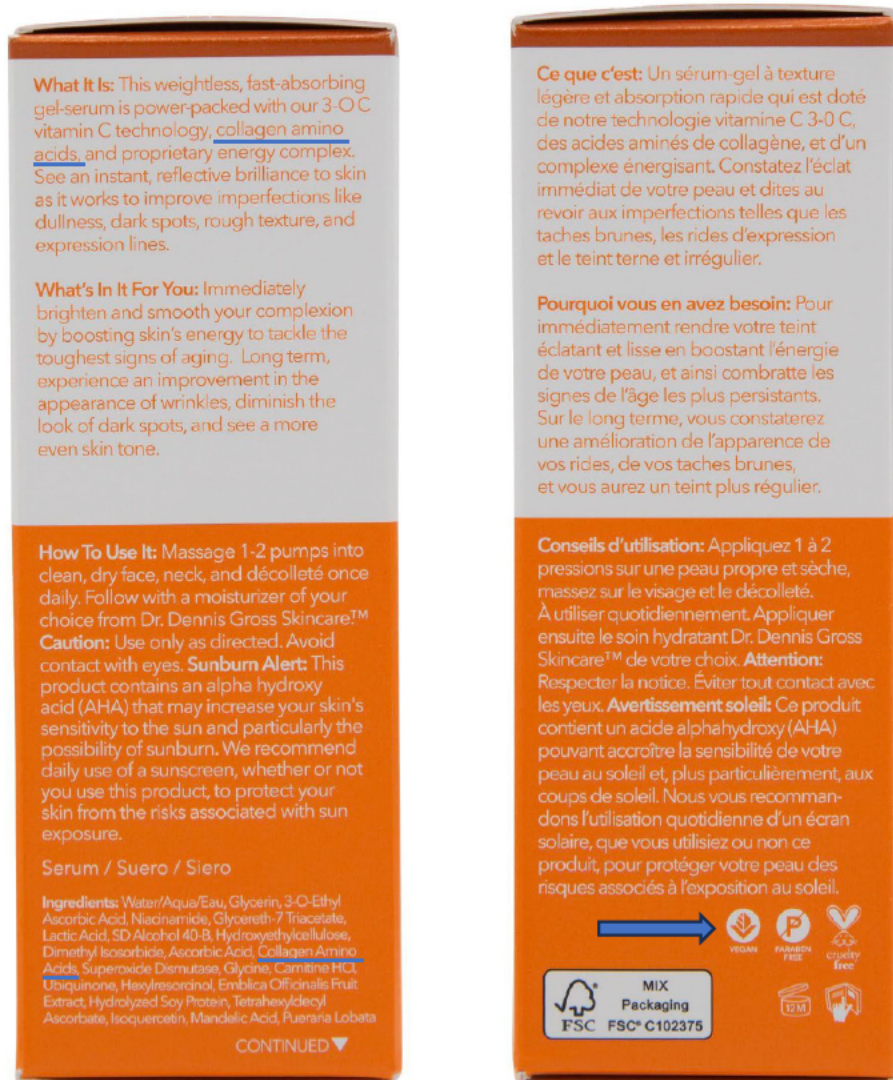 What It Is: This weightless, fast-absorbing
gel-serum is power-packed with our 3-O C
vitamin C technology, collagen amino
acids, and proprietary energy complex.
See an instant, reflective brilliance to skin
as it works to improve imperfections like
dullness, dark spots, rough texture, and
expression lines.
What's In It For You: Immediately
brighten and smooth your complexion
by boosting skin's energy to tackle the
toughest signs of aging. Long term,
experience an improvement in the
appearance of wrinkles, diminish the
look of dark spots, and see a more
even skin tone.
How To Use It: Massage 1-2 pumps into
clean, dry face, neck, and décolleté once
daily. Follow with a moisturizer of your
choice from Dr. Dennis Gross Skincare.™
Caution: Use only as directed. Avoid
contact with eyes. Sunburn Alert: This
product contains an alpha hydroxy
acid (AHA) that may increase your skin's
sensitivity to the sun and particularly the
possibility of sunburn. We recommend
daily use of a sunscreen, whether or not
you use this product, to protect your
skin from the risks associated with sun
exposure.
Serum / Suero / Siero
Ingredients: Water/Aqua/Eau, Glycerin, 3-O-Ethyl
Ascorbic Acid, Niacinamide, Glycereth-7 Triacetate,
Lactic Acid, SD Alcohol 40-B, Hydroxyethylcellulose,
Dimethyl Isosorbide, Ascorbic Acid, Collagen Amino
Acids, Superoxide Dismutase, Glycine, Carnitine HCl,
Ubiquinone, Hexylresorcinol, Emblica Officinalis Fruit
Extract, Hydrolyzed Soy Protein, Tetrahexyldecyl
Ascorbate, Isoquercetin, Mandelic Acid, Pueraria Lobata
CONTINUED
Ce que c'est: Un sérum-gel à texture
légère et absorption rapide qui est doté
de notre technologie vitamine C 3-0 C,
des acides aminés de collagène, et d'un
complexe énergisant. Constatez l'éclat
immédiat de votre peau et dites au
revoir aux imperfections telles que les
taches brunes, les rides d'expression
et le teint terne et irrégulier.
Pourquoi vous en avez besoin: Pour
immédiatement rendre votre teint
éclatant et lisse en boostant l'énergie
de votre peau, et ainsi combratte les
signes de l'âge les plus persistants.
Sur le long terme, vous constaterez
une amélioration de l'apparence de
vos rides, de vos taches brunes,
et vous aurez un teint plus régulier.
Conseils d'utilisation: Appliquez 1 à 2
pressions sur une peau propre et sèche,
massez sur le visage et le décolleté.
À utiliser quotidiennement. Appliquer
ensuite le soin hydratant Dr. Dennis Gross
Skincare™ de votre choix. Attention:
Respecter la notice. Éviter tout contact avec
les yeux. Avertissement soleil: Ce produit
contient un acide alphahydroxy (AHA)
pouvant accroître la sensibilité de votre
peau au soleil et, plus particulièrement, aux
coups de soleil. Nous vous recomman-
dons l'utilisation quotidienne d'un écran
solaire, que vous utilisiez ou non ce
produit, pour protéger votre peau des
risques associés à l'exposition au soleil.
VEGAN
P
PARABEN
FREE
cruelty
free
12M
FSC
MIX
Packaging
FSC® C102375